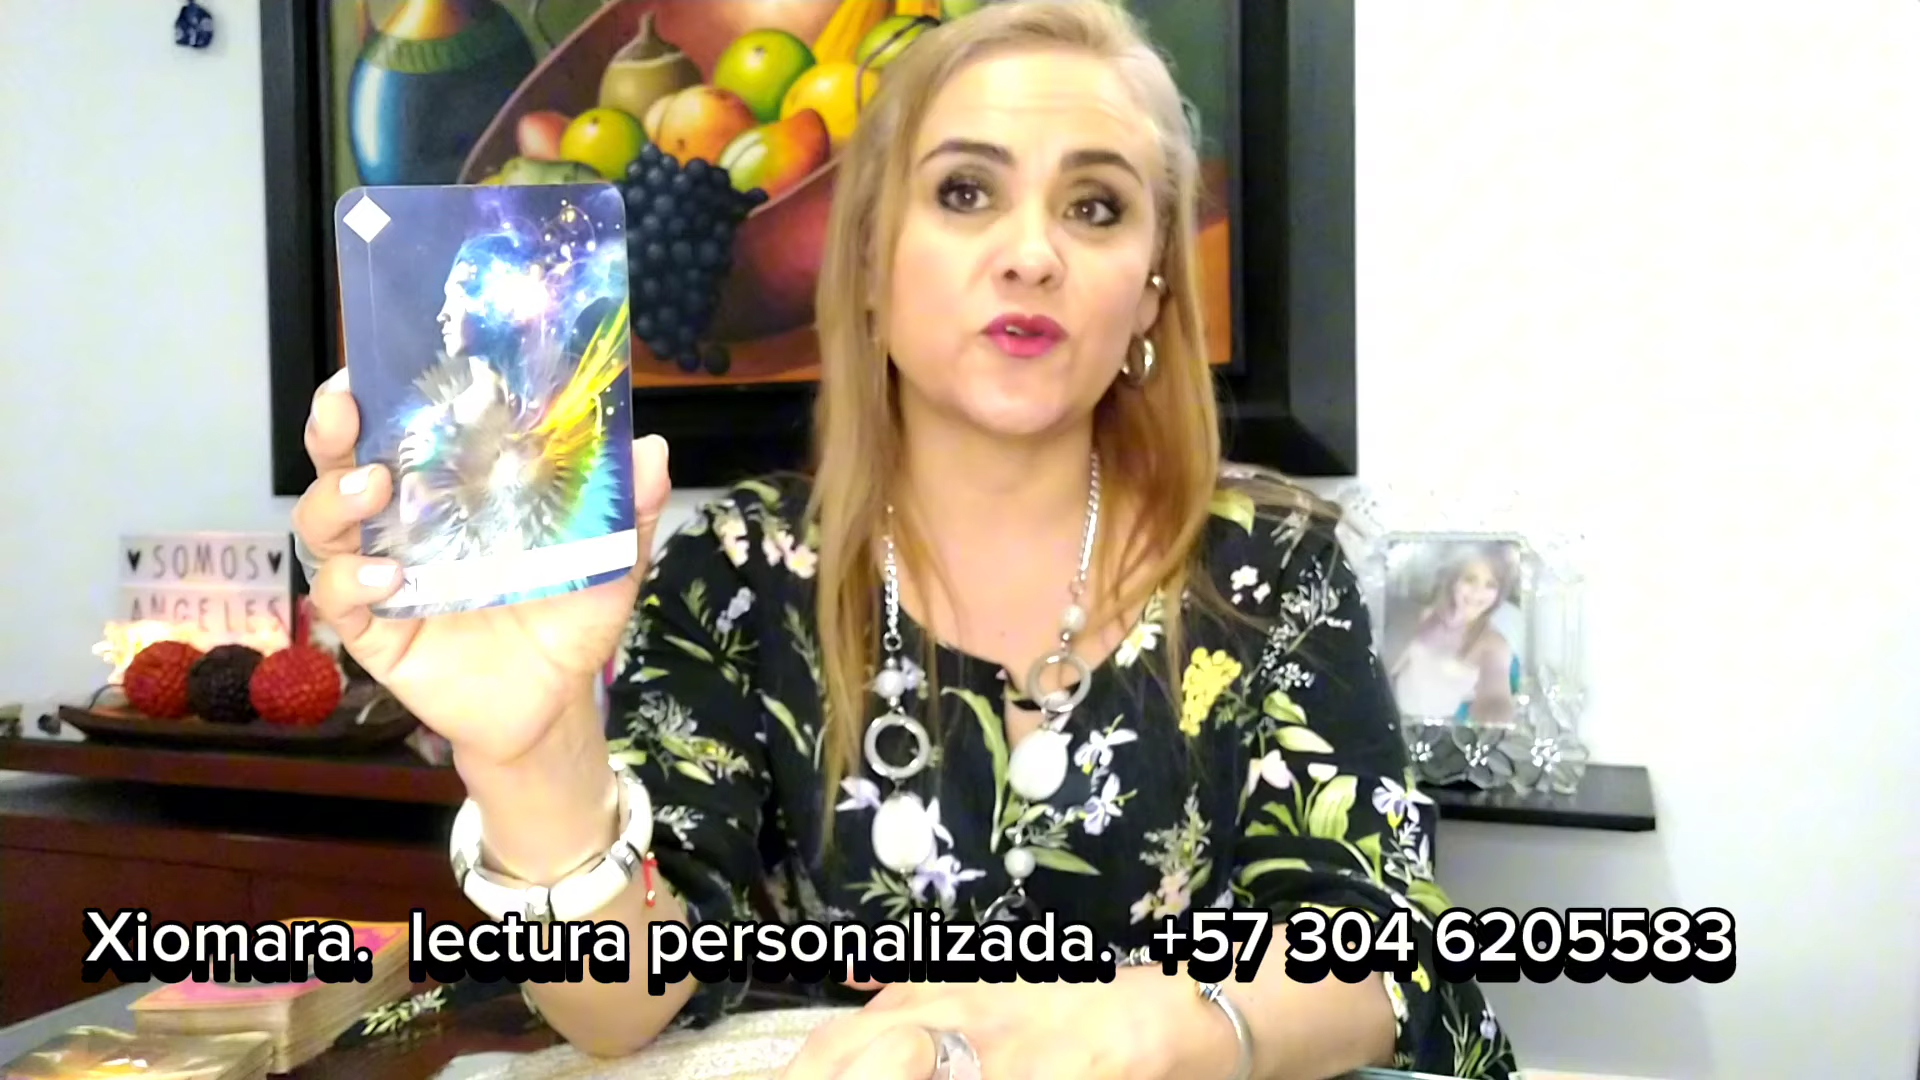 ♥SOMOS♥
ANGELES
Xiomara. lectura personalizada. +57 304 6205583